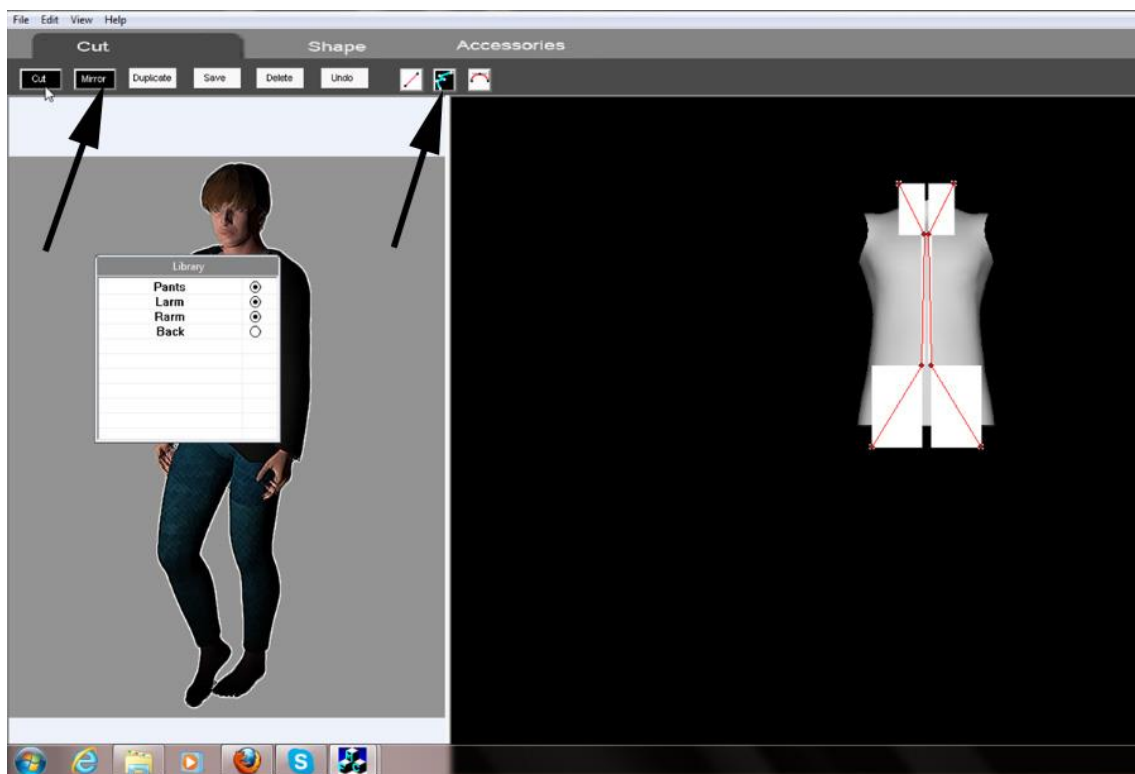 File Edit View Help
Cut Shape Accessories
Cut Mirror Duplicate Save Delete Undo
Library
Pants
Larm
Rarm
Back